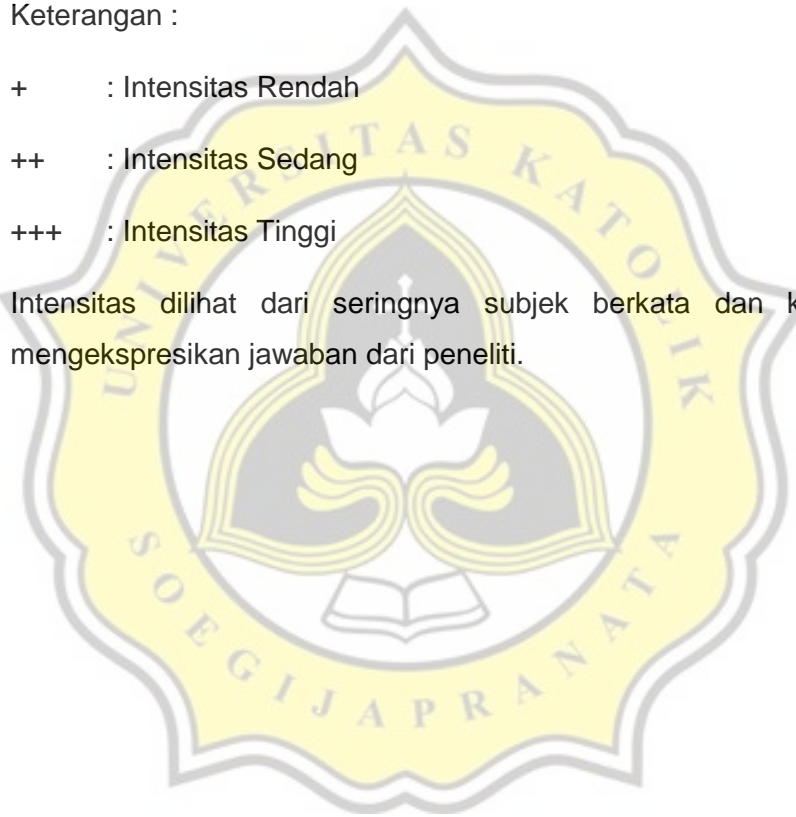 Keterangan :
+ : Intensitas Rendah
++ : Intensitas Sedang
+++ : Intensitas Tinggi
Intensitas dilihat dari seringnya subjek berkata dan
mengekspresikan jawaban dari peneliti.
UNIVERSITAS KATOLIK
SOEGIJAPRANATA